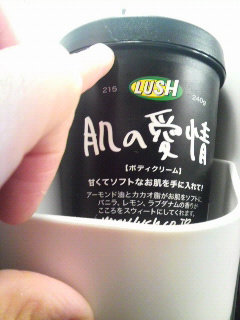 LUSH
215 240g
肌の愛情
【ボディクリーム】
甘くてソフトなお肌を手に入れて!
アーモンド油とカカオ脂がお肌をソフトに、
バニラ、レモン、ラブダナムの香りが
こころをスウィートにしてくれます。